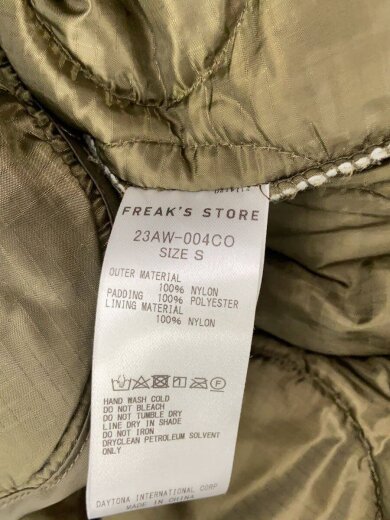 FREAK'S STORE
23AW-004CO
SIZE S
OUTER MATERIAL
100% NYLON
PADDING 100% POLYESTER
LINING MATERIAL
100% NYLON
HAND WASH COLD
DO NOT BLEACH
DO NOT TUMBLE DRY
LINE DRY IN SHADE
DO NOT IRON
DRYCLEAN PETROLEUM SOLVENT
ONLY
DAYTONA INTERNATIONAL CORP
MADE IN CHINA